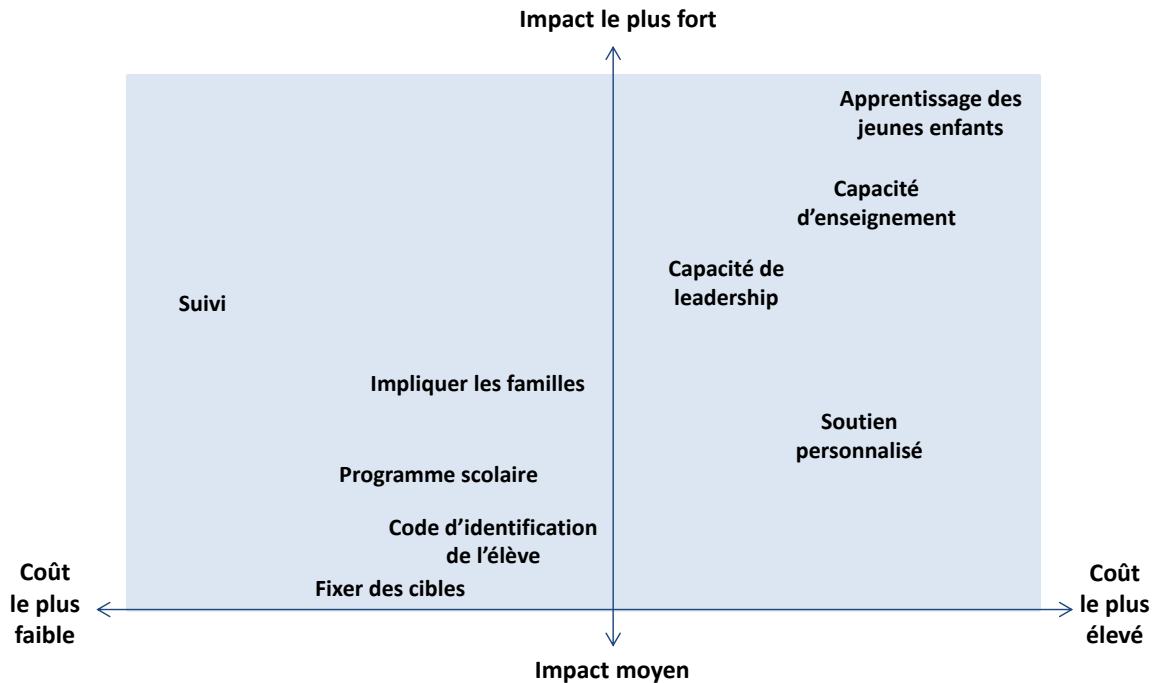 Impact le plus fort
Apprentissage des
jeunes enfants
Capacité
d’enseignement
Capacité de
leadership
Suivi
Impliquer les familles
Soutien
personnalisé
Programme scolaire
Code d’identification
de l’élève
Fixer des cibles
Coût
le plus
faible
Coût
le plus
élevé
Impact moyen